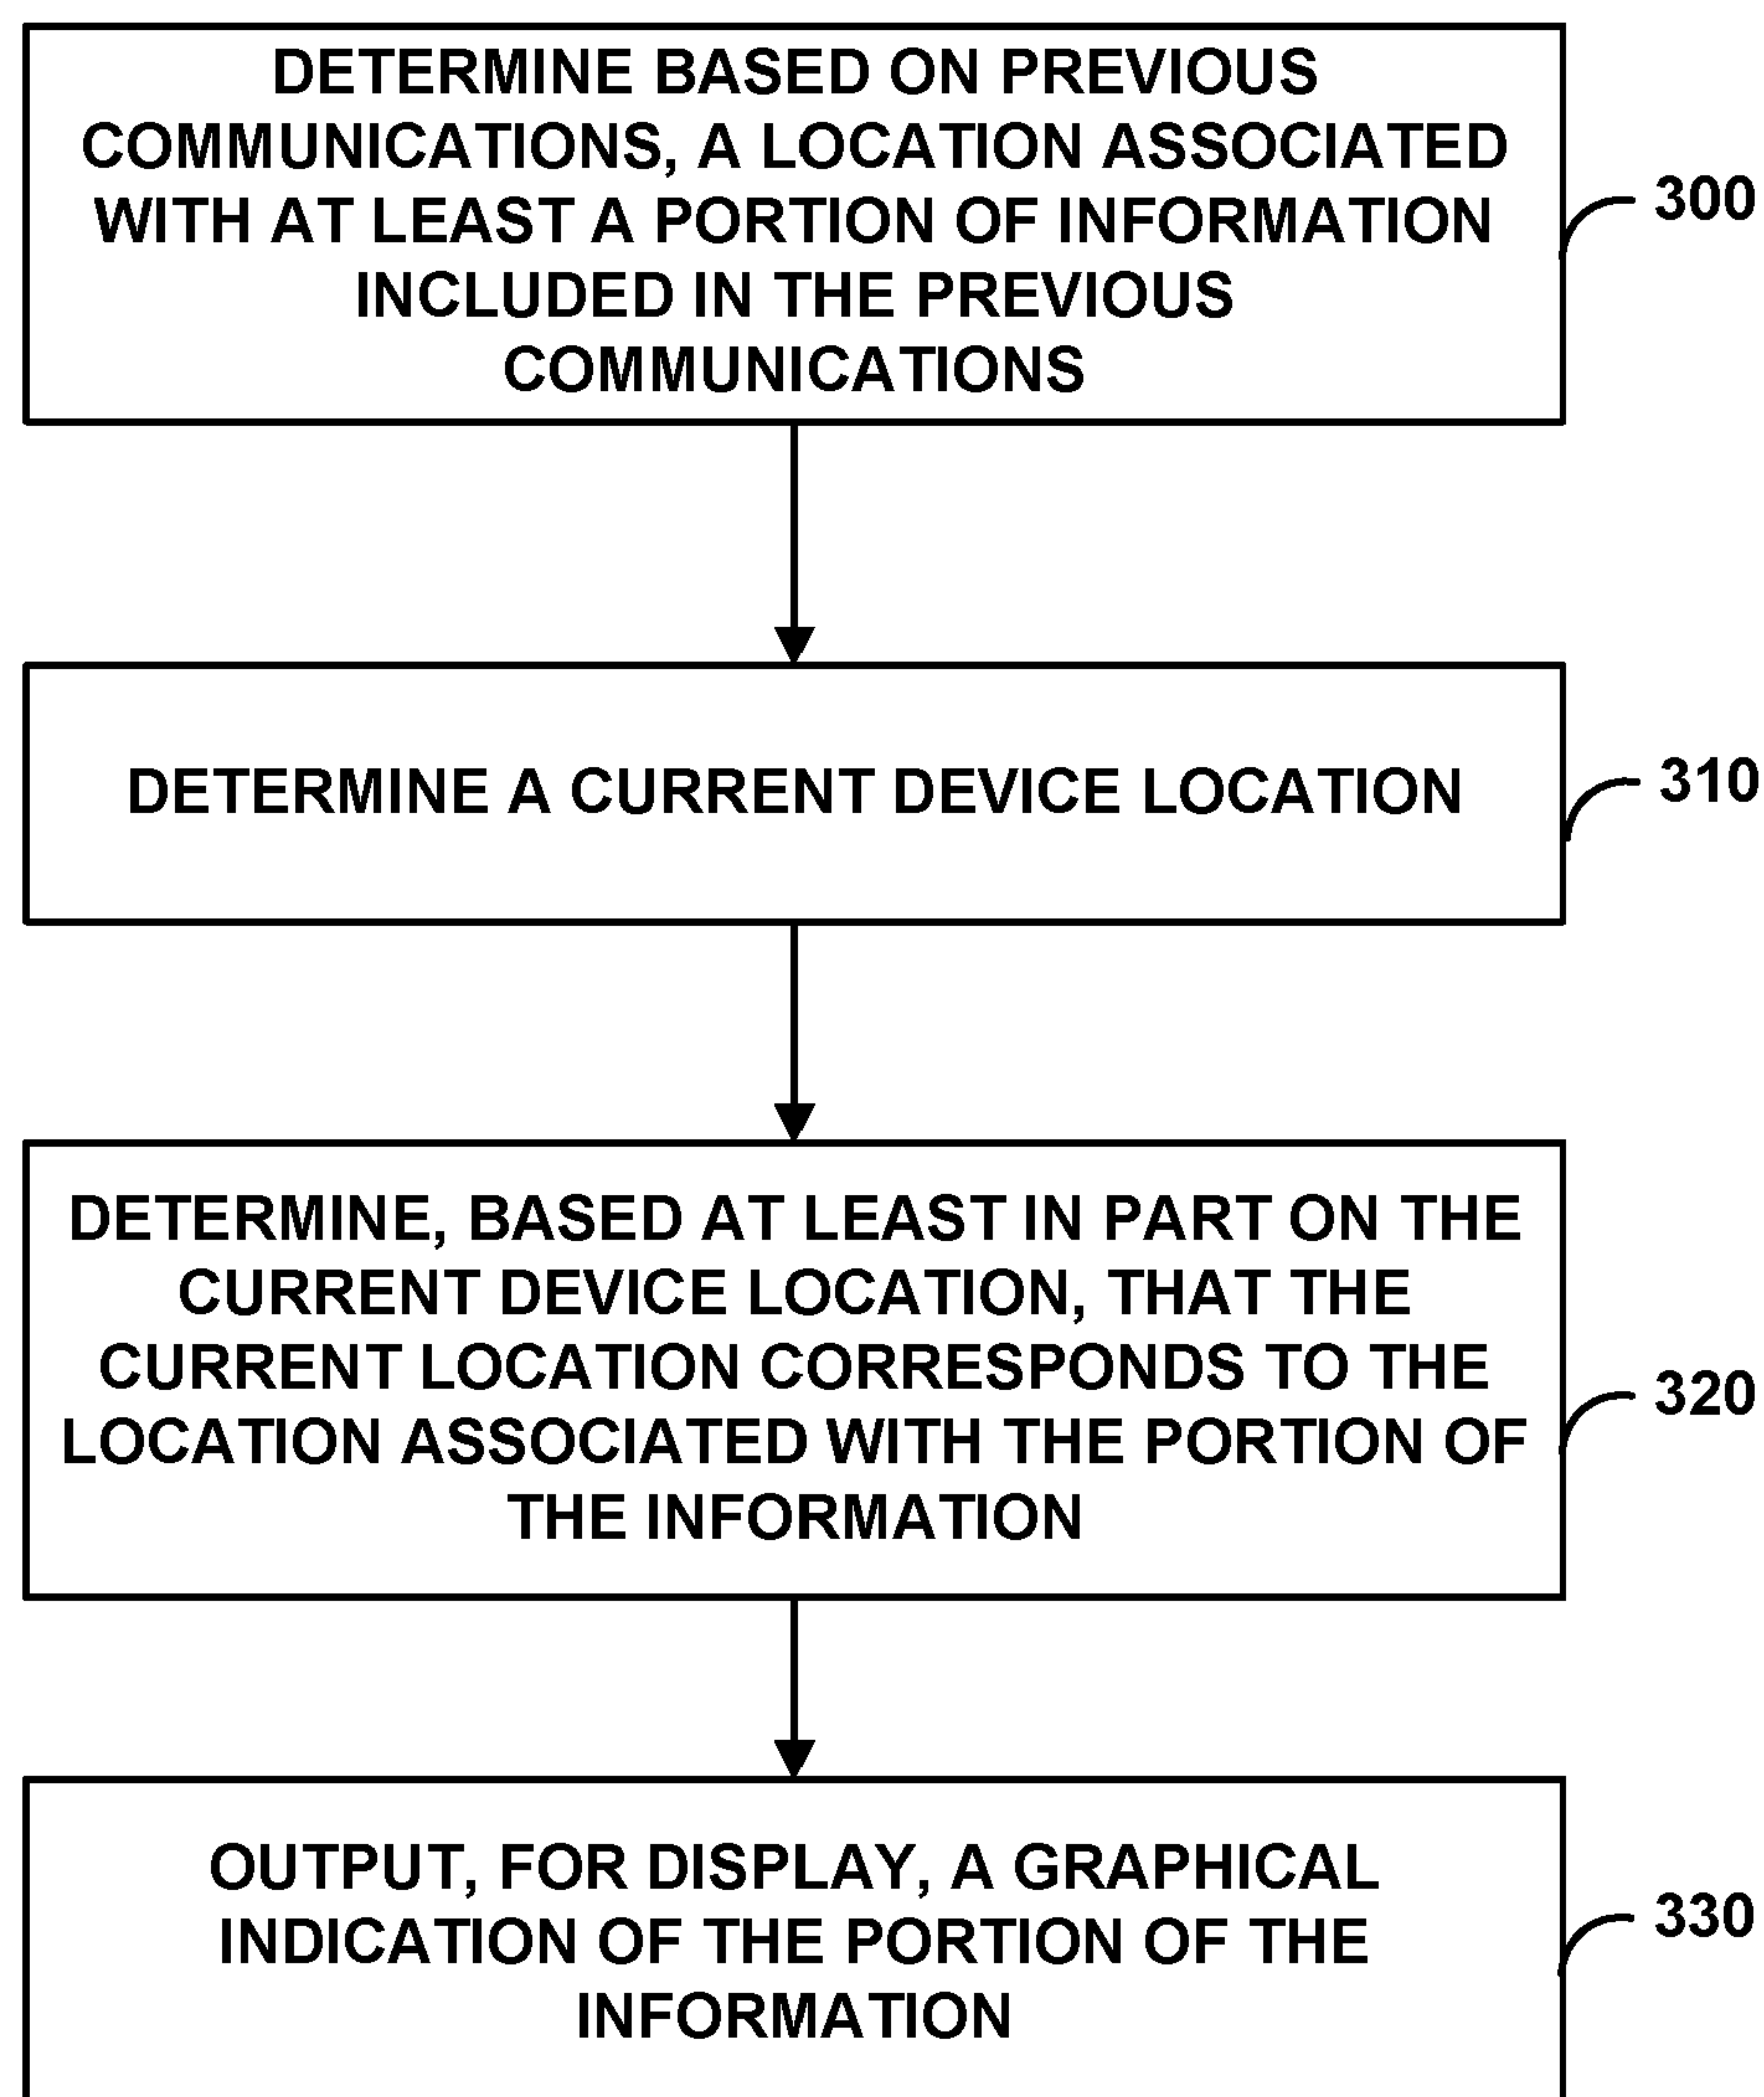 DETERMINE BASED ON PREVIOUS
COMMUNICATIONS, A LOCATION ASSOCIATED
WITH AT LEAST A PORTION OF INFORMATION
INCLUDED IN THE PREVIOUS
COMMUNICATIONS
300
DETERMINE A CURRENT DEVICE LOCATION
310
DETERMINE, BASED AT LEAST IN PART ON THE
CURRENT DEVICE LOCATION, THAT THE
CURRENT LOCATION CORRESPONDS TO THE
LOCATION ASSOCIATED WITH THE PORTION OF
THE INFORMATION
320
OUTPUT, FOR DISPLAY, A GRAPHICAL
INDICATION OF THE PORTION OF THE
INFORMATION
330